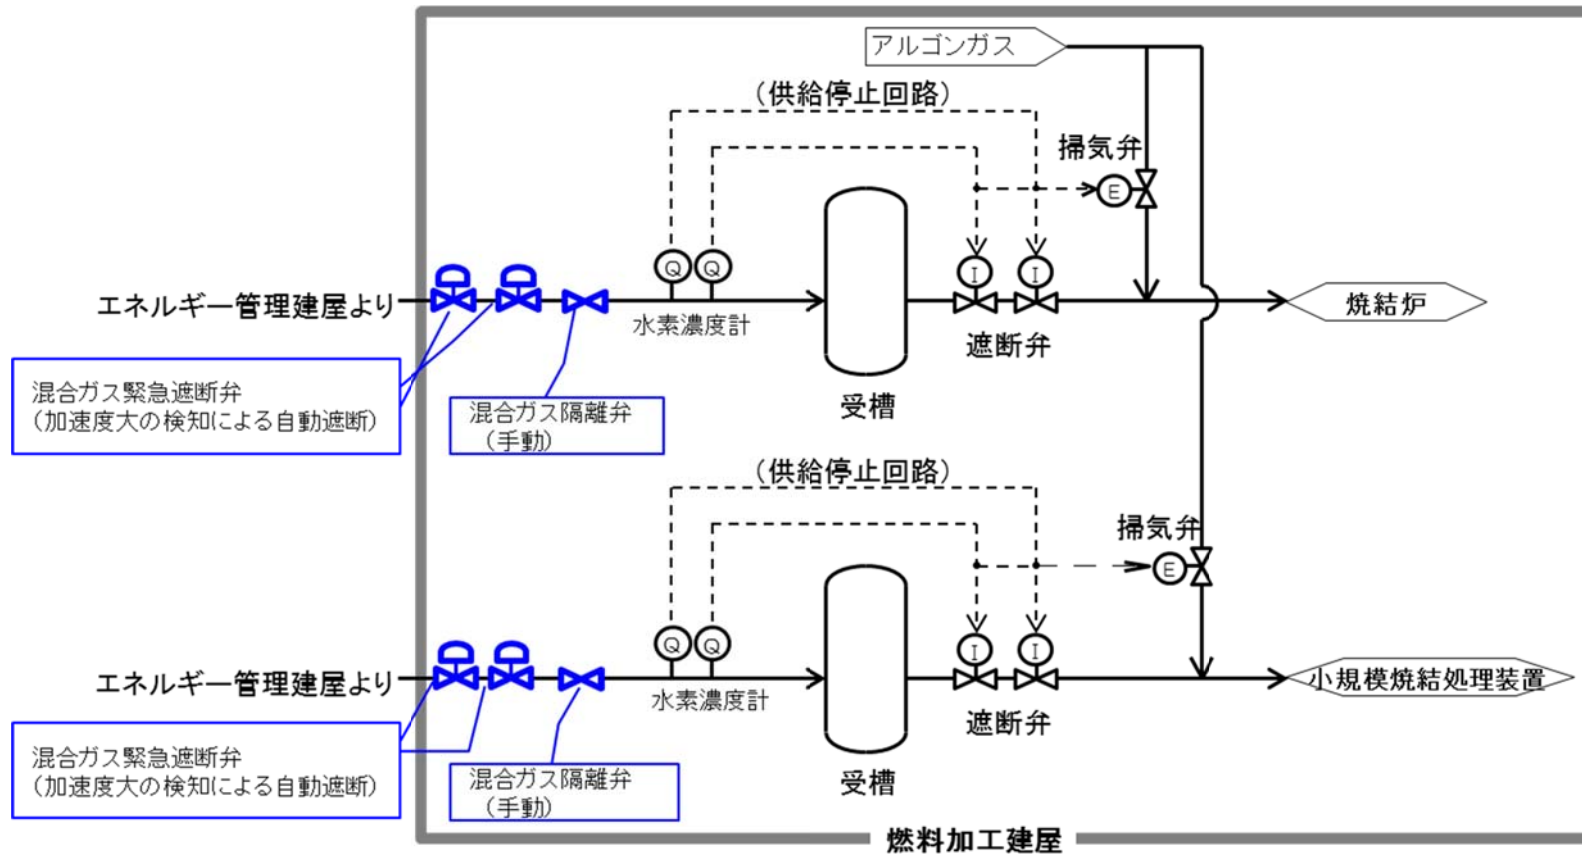 アルゴンガス
（供給停止回路）
掃気弁
E
Q
Q
I
I
エネルギー管理建屋より
水素濃度計
遮断弁
焼結炉
混合ガス緊急遮断弁
（加速度大の検知による自動遮断）
混合ガス隔離弁
（手動）
受槽
（供給停止回路）
掃気弁
E
Q
Q
I
I
エネルギー管理建屋より
水素濃度計
遮断弁
小規模焼結処理装置
混合ガス緊急遮断弁
（加速度大の検知による自動遮断）
混合ガス隔離弁
（手動）
受槽
燃料加工建屋